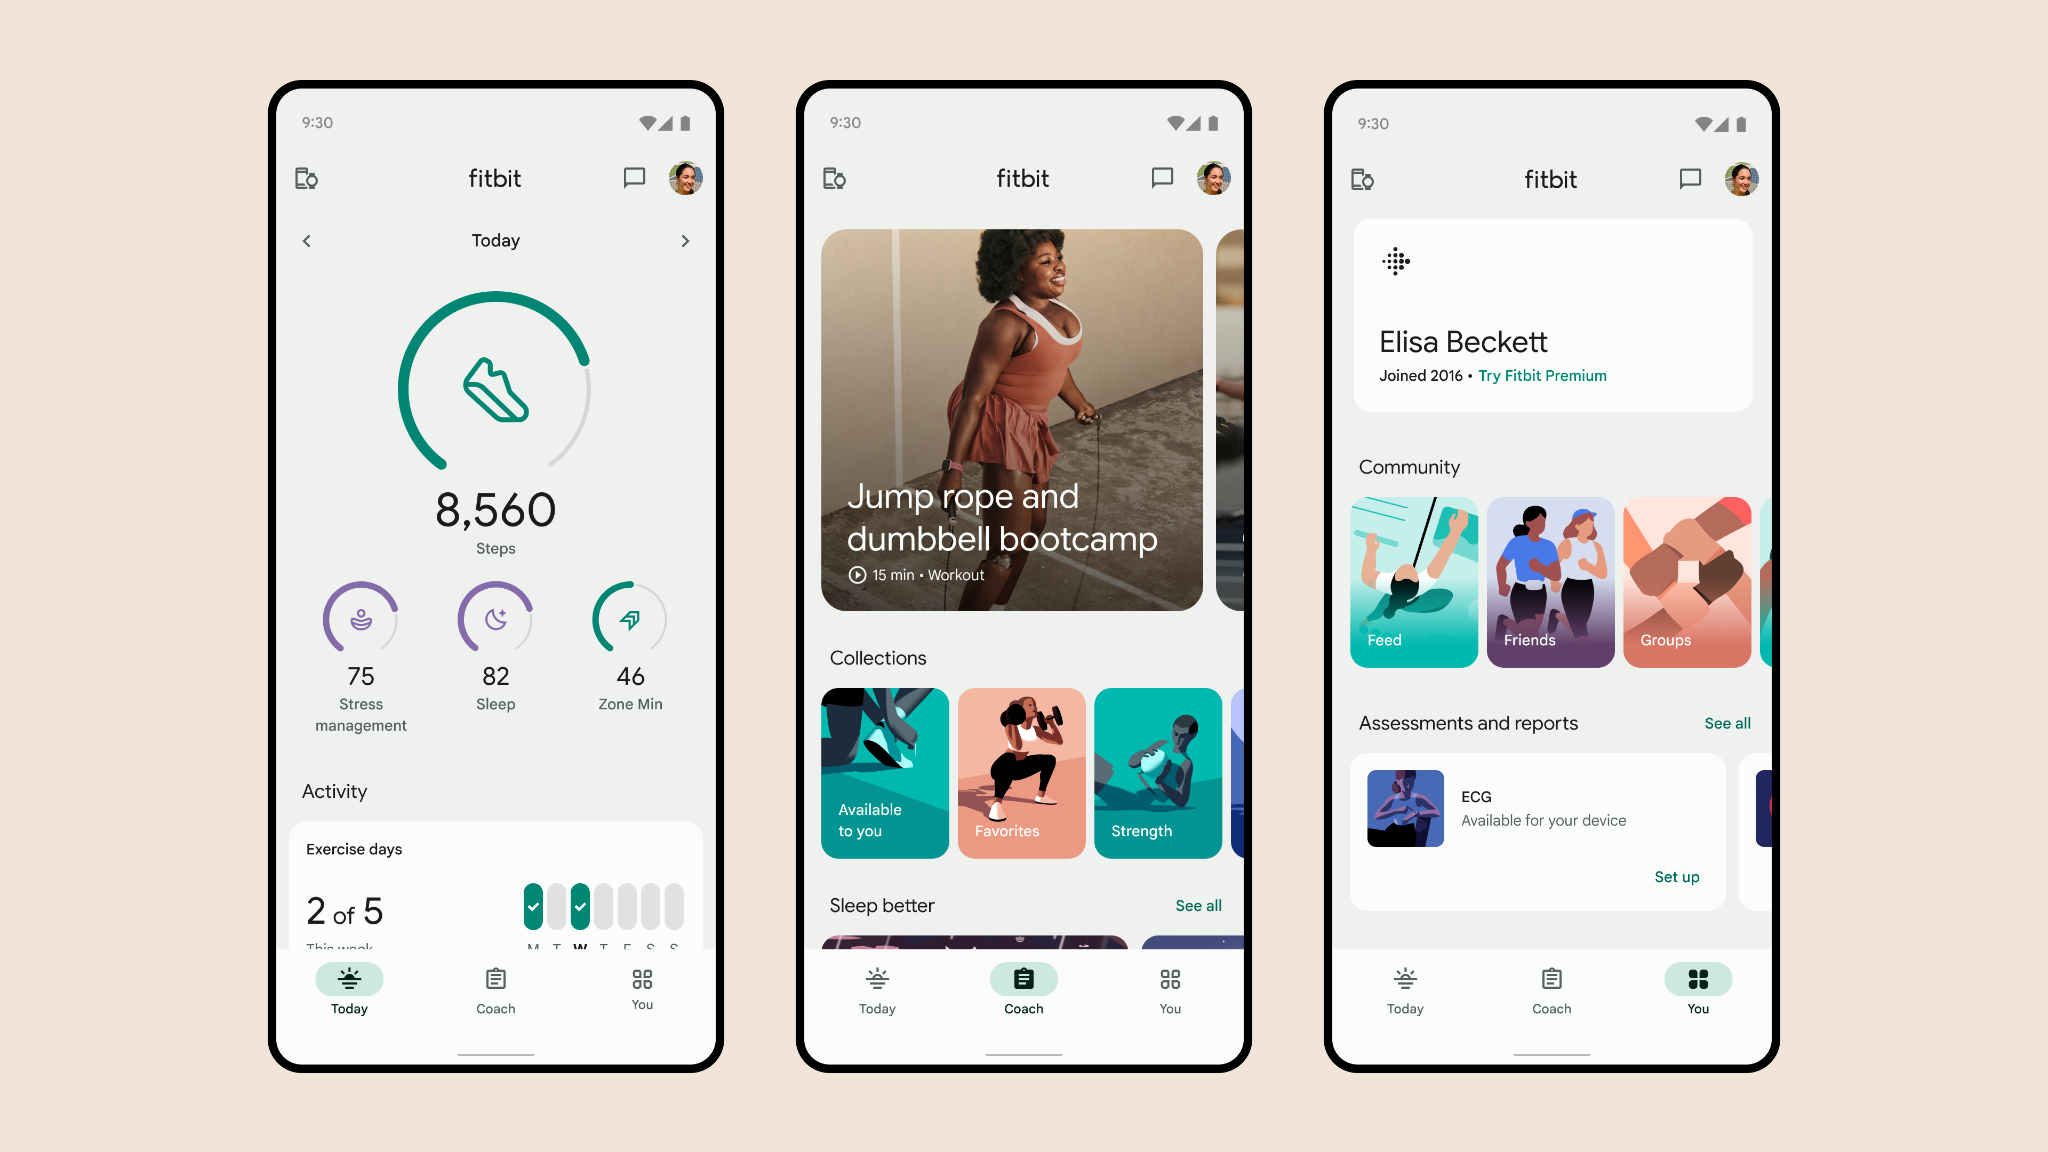 9:30
fitbit
Today
8,560
Steps
75
Stress
management
82
Sleep
46
Zone Min
Activity
Exercise days
2 of 5
This week
M T W T F S S
Today
Coach
You
9:30
fitbit
Jump rope and
dumbbell bootcamp
15 min • Workout
Collections
Available
to you
Favorites
Strength
Sleep better
See all
Today
Coach
You
9:30
fitbit
Elisa Beckett
Joined 2016 • Try Fitbit Premium
Community
Feed
Friends
Groups
Assessments and reports
See all
ECG
Available for your device
Set up
Today
Coach
You